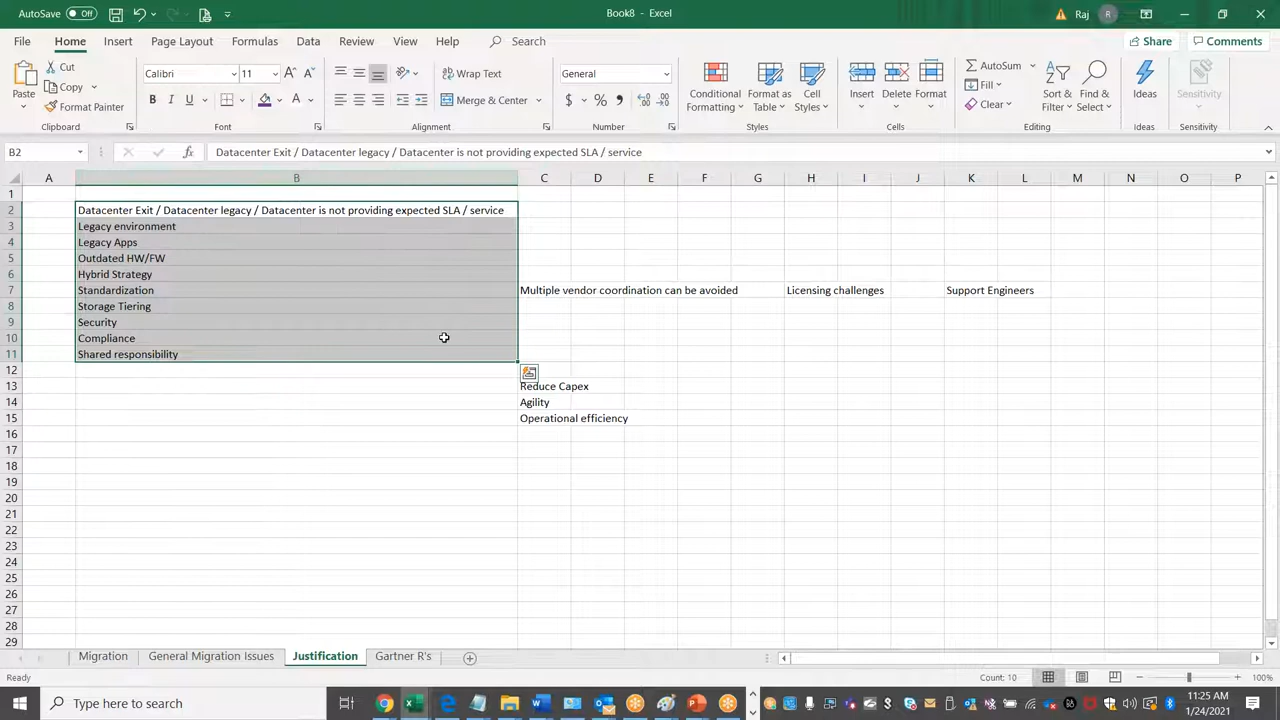 AutoSave Off
Book8 - Excel
Raj R
File Home Insert Page Layout Formulas Data Review View Help Search
Share Comments
Paste
Cut
Copy
Format Painter
Calibri 11
B I U
Wrap Text
Merge & Center
General
Conditional Formatting
Format as Table
Cell Styles
Insert Delete Format
AutoSum
Fill
Clear
Sort & Filter
Find & Select
Ideas
Sensitivity
Clipboard Font Alignment Number Styles Cells Editing Ideas Sensitivity
B2 fx Datacenter Exit / Datacenter legacy / Datacenter is not providing expected SLA / service
A B C D E F G H I J K L M N O P
1
2 Datacenter Exit / Datacenter legacy / Datacenter is not providing expected SLA / service
3 Legacy environment
4 Legacy Apps
5 Outdated HW/FW
6 Hybrid Strategy
7 Standardization Multiple vendor coordination can be avoided Licensing challenges Support Engineers
8 Storage Tiering
9 Security
10 Compliance
11 Shared responsibility
12
13 Reduce Capex
14 Agility
15 Operational efficiency
16
17
18
19
20
21
22
23
24
25
26
27
28
29
Migration General Migration Issues Justification Gartner R's
Ready Count: 10 100%
Type here to search
11:25 AM
1/24/2021